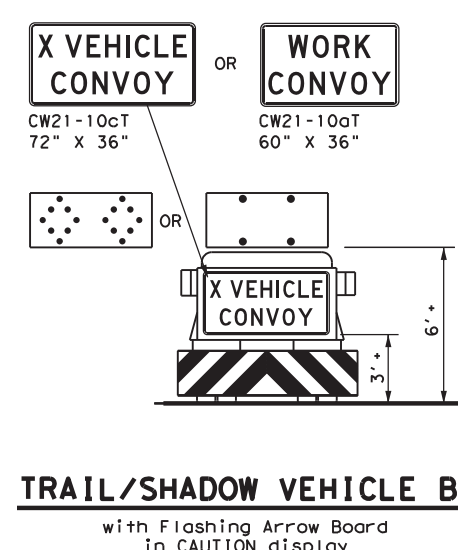 X VEHICLE
CONVOY
OR
WORK
CONVOY
CW21-10cT
72" X 36"
CW21-10aT
60" X 36"
OR
X VEHICLE
CONVOY
6' +
3' +
TRAIL/SHADOW VEHICLE B
with Flashing Arrow Board
in CAUTION display